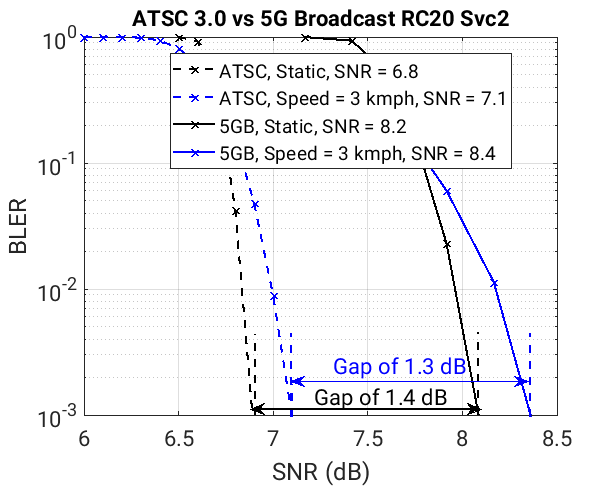 ATSC 3.0 vs 5G Broadcast RC20 Svc2
10^0
ATSC, Static, SNR = 6.8
ATSC, Speed = 3 kmph, SNR = 7.1
5GB, Static, SNR = 8.2
5GB, Speed = 3 kmph, SNR = 8.4
10^-1
BLER
10^-2
Gap of 1.3 dB
Gap of 1.4 dB
10^-3
6 6.5 7 7.5 8 8.5
SNR (dB)